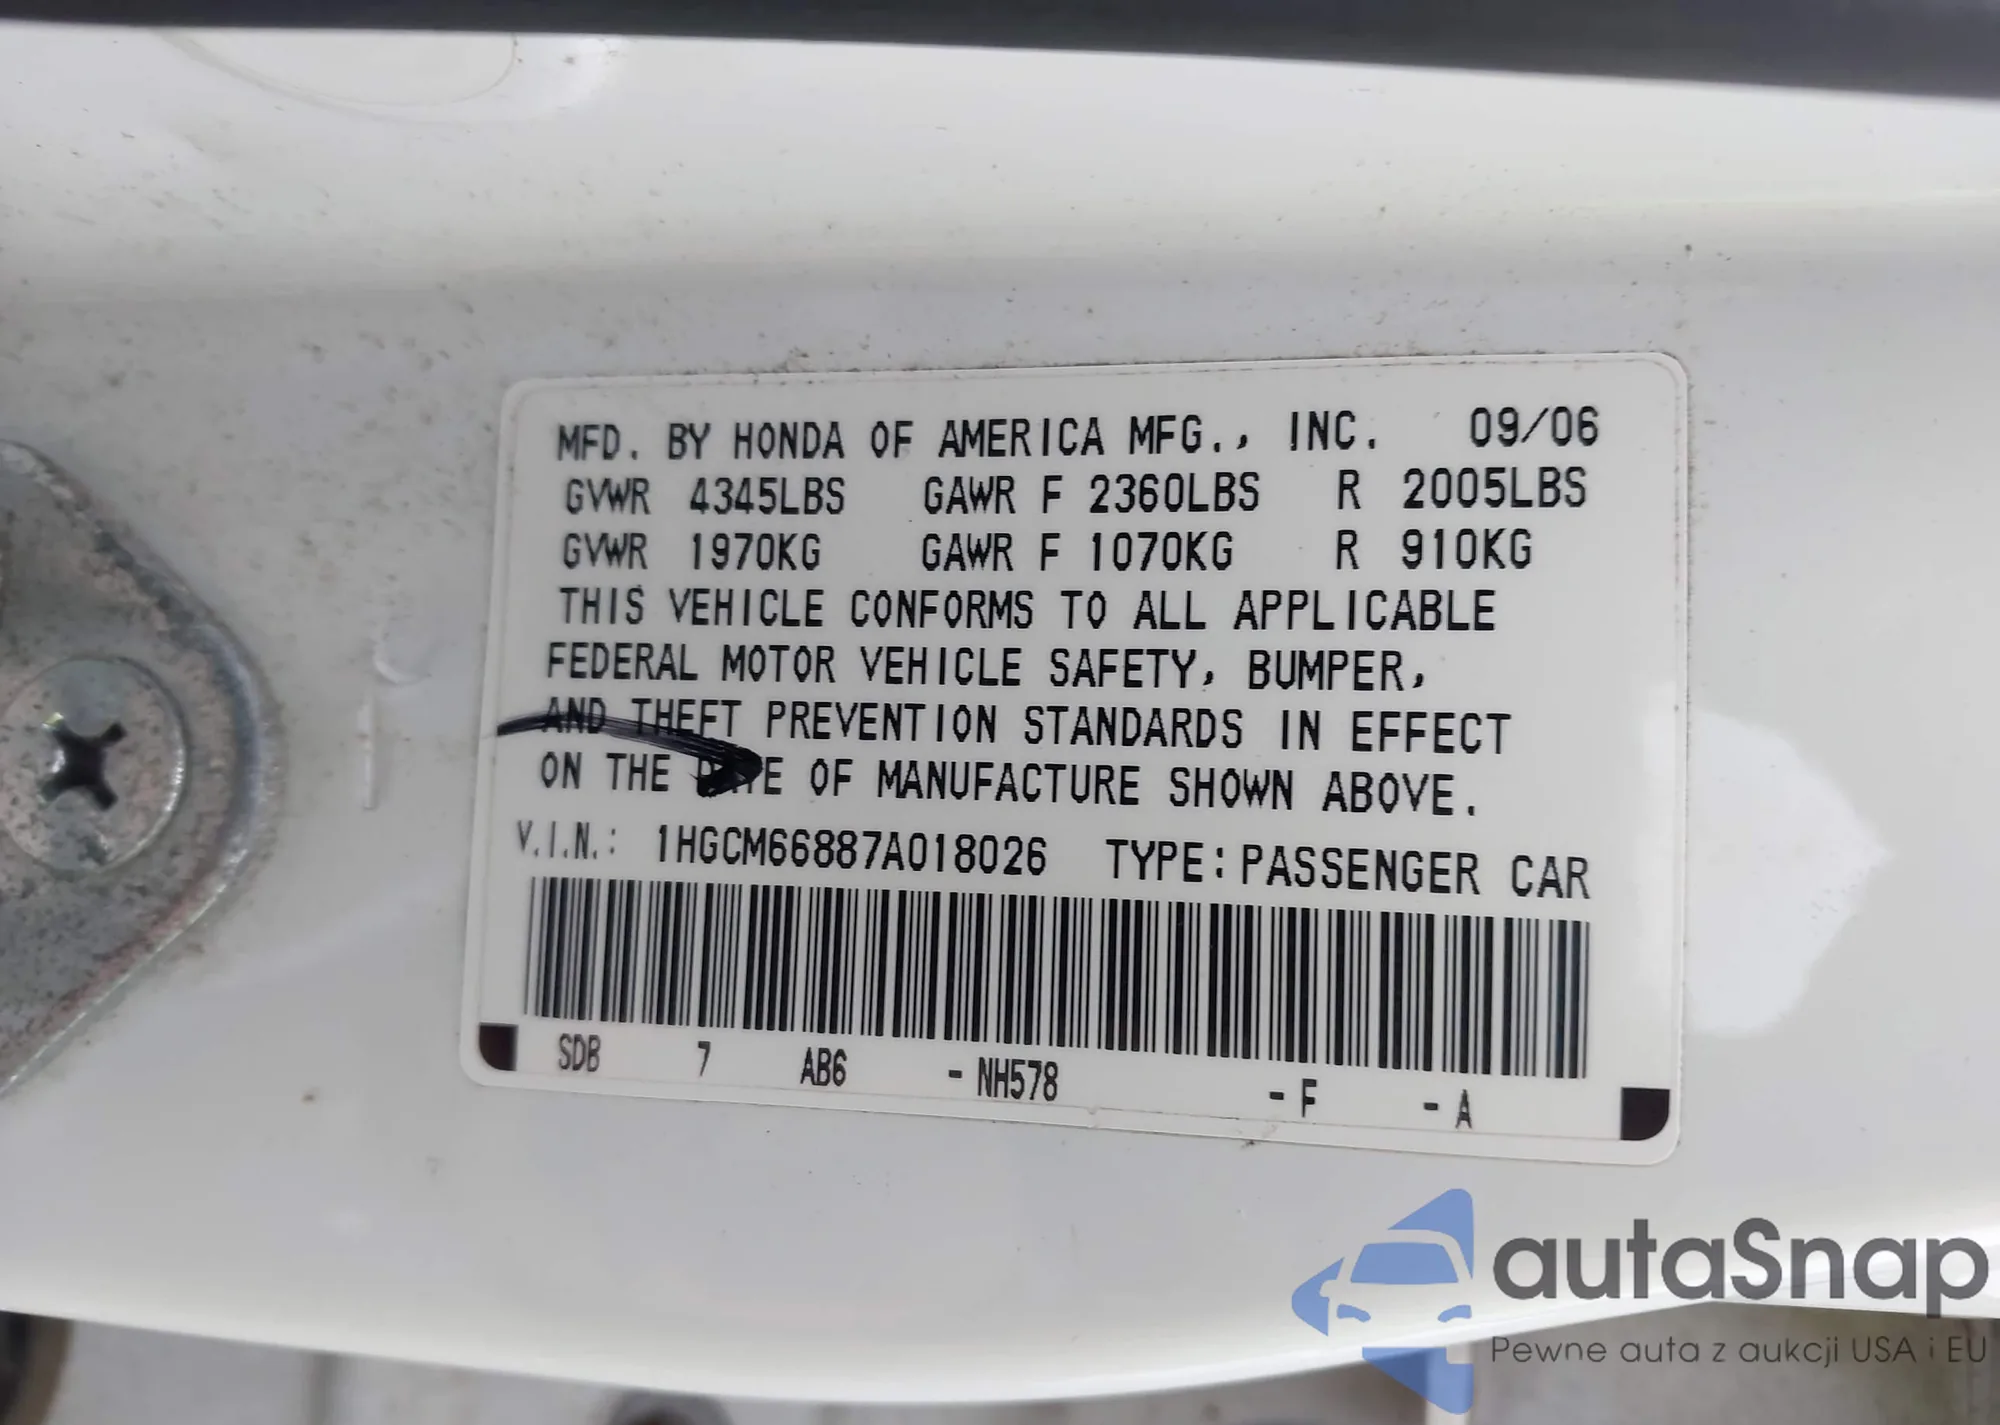 MFD. BY HONDA OF AMERICA MFG., INC. 09/06
GVWR 4345LBS GAWR F 2360LBS R 2005LBS
GVWR 1970KG GAWR F 1070KG R 910KG
THIS VEHICLE CONFORMS TO ALL APPLICABLE
FEDERAL MOTOR VEHICLE SAFETY, BUMPER,
AND THEFT PREVENTION STANDARDS IN EFFECT
ON THE DATE OF MANUFACTURE SHOWN ABOVE.
V.I.N.: 1HGCM66887A018026 TYPE: PASSENGER CAR
SDB 7 AB6 - NH578 - F - A
autaSnap
Pewne auta z aukcji USA i EU